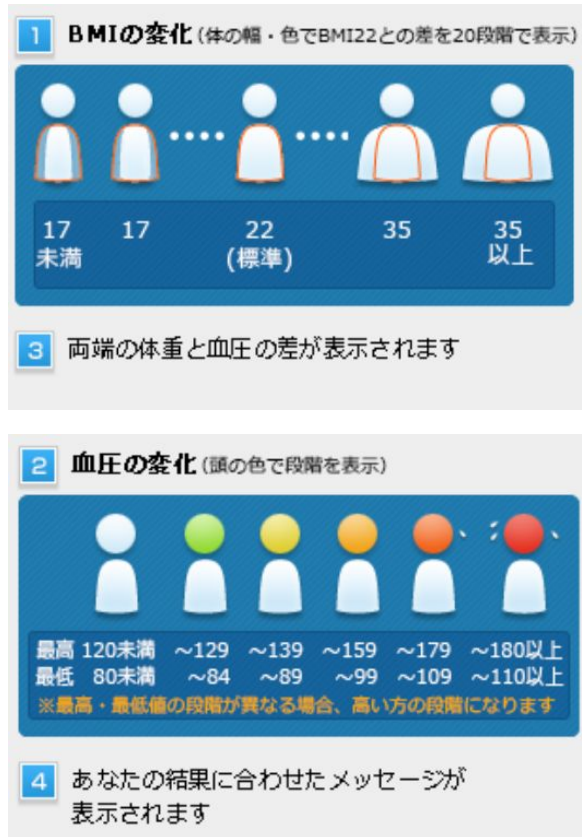 1 BMIの変化(体の幅・色でBMI22との差を20段階で表示)
17未満 17 22(標準) 35 35以上
3 両端の体重と血圧の差が表示されます
2 血圧の変化(頭の色で段階を表示)
最高 120未満 ～129 ～139 ～159 ～179 ～180以上
最低 80未満 ～84 ～89 ～99 ～109 ～110以上
※最高・最低値の段階が異なる場合、高い方の段階になります
4 あなたの結果に合わせたメッセージが
表示されます